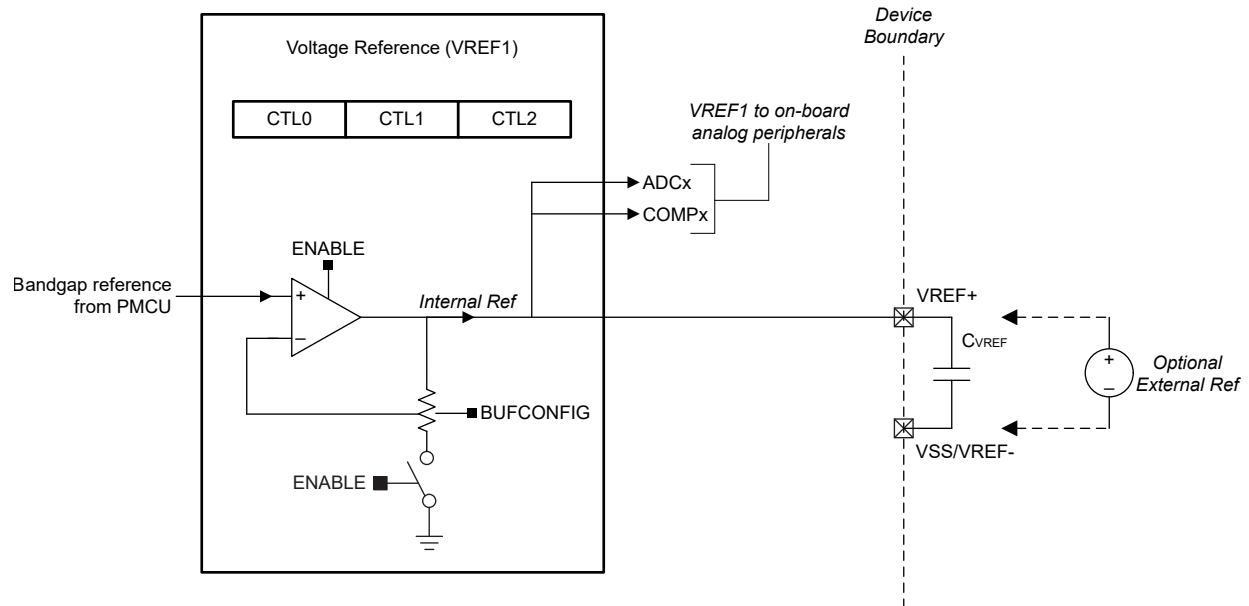 Device
Boundary
Voltage Reference (VREF1)
CTL0 CTL1 CTL2
VREF1 to on-board
analog peripherals
ADCx
COMPx
ENABLE
Bandgap reference
from PMCU
+
–
Internal Ref
VREF+
CVREF
+
–
Optional
External Ref
BUFCONFIG
VSS/VREF-
ENABLE